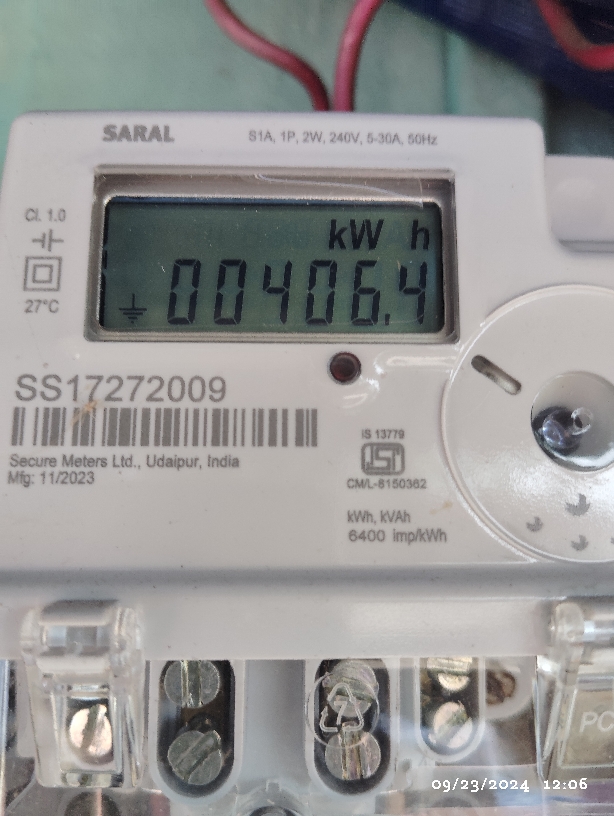 SARAL
S1A, 1P, 2W, 240V, 5-30A, 50Hz
Cl. 1.0
27°C
kW h
00406.4
SS17272009
Secure Meters Ltd., Udaipur, India
Mfg: 11/2023
IS 13779
CM/L-8150362
kWh, kVAh
6400 imp/kWh
09/23/2024 12:06